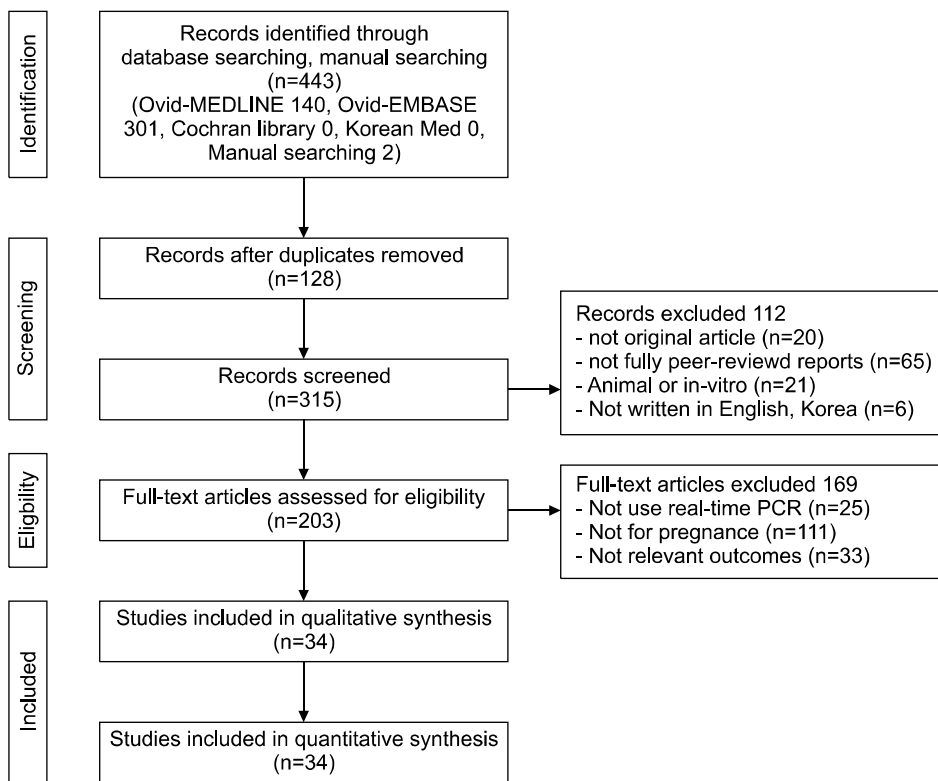 Identification
Records identified through
database searching, manual searching
(n=443)
(Ovid-MEDLINE 140, Ovid-EMBASE
301, Cochran library 0, Korean Med 0,
Manual searching 2)
Screening
Records after duplicates removed
(n=128)
Records screened
(n=315)
Records excluded 112
- not original article (n=20)
- not fully peer-reviewd reports (n=65)
- Animal or in-vitro (n=21)
- Not written in English, Korea (n=6)
Eligbility
Full-text articles assessed for eligibility
(n=203)
Full-text articles excluded 169
- Not use real-time PCR (n=25)
- Not for pregnance (n=111)
- Not relevant outcomes (n=33)
Included
Studies included in qualitative synthesis
(n=34)
Studies included in quantitative synthesis
(n=34)